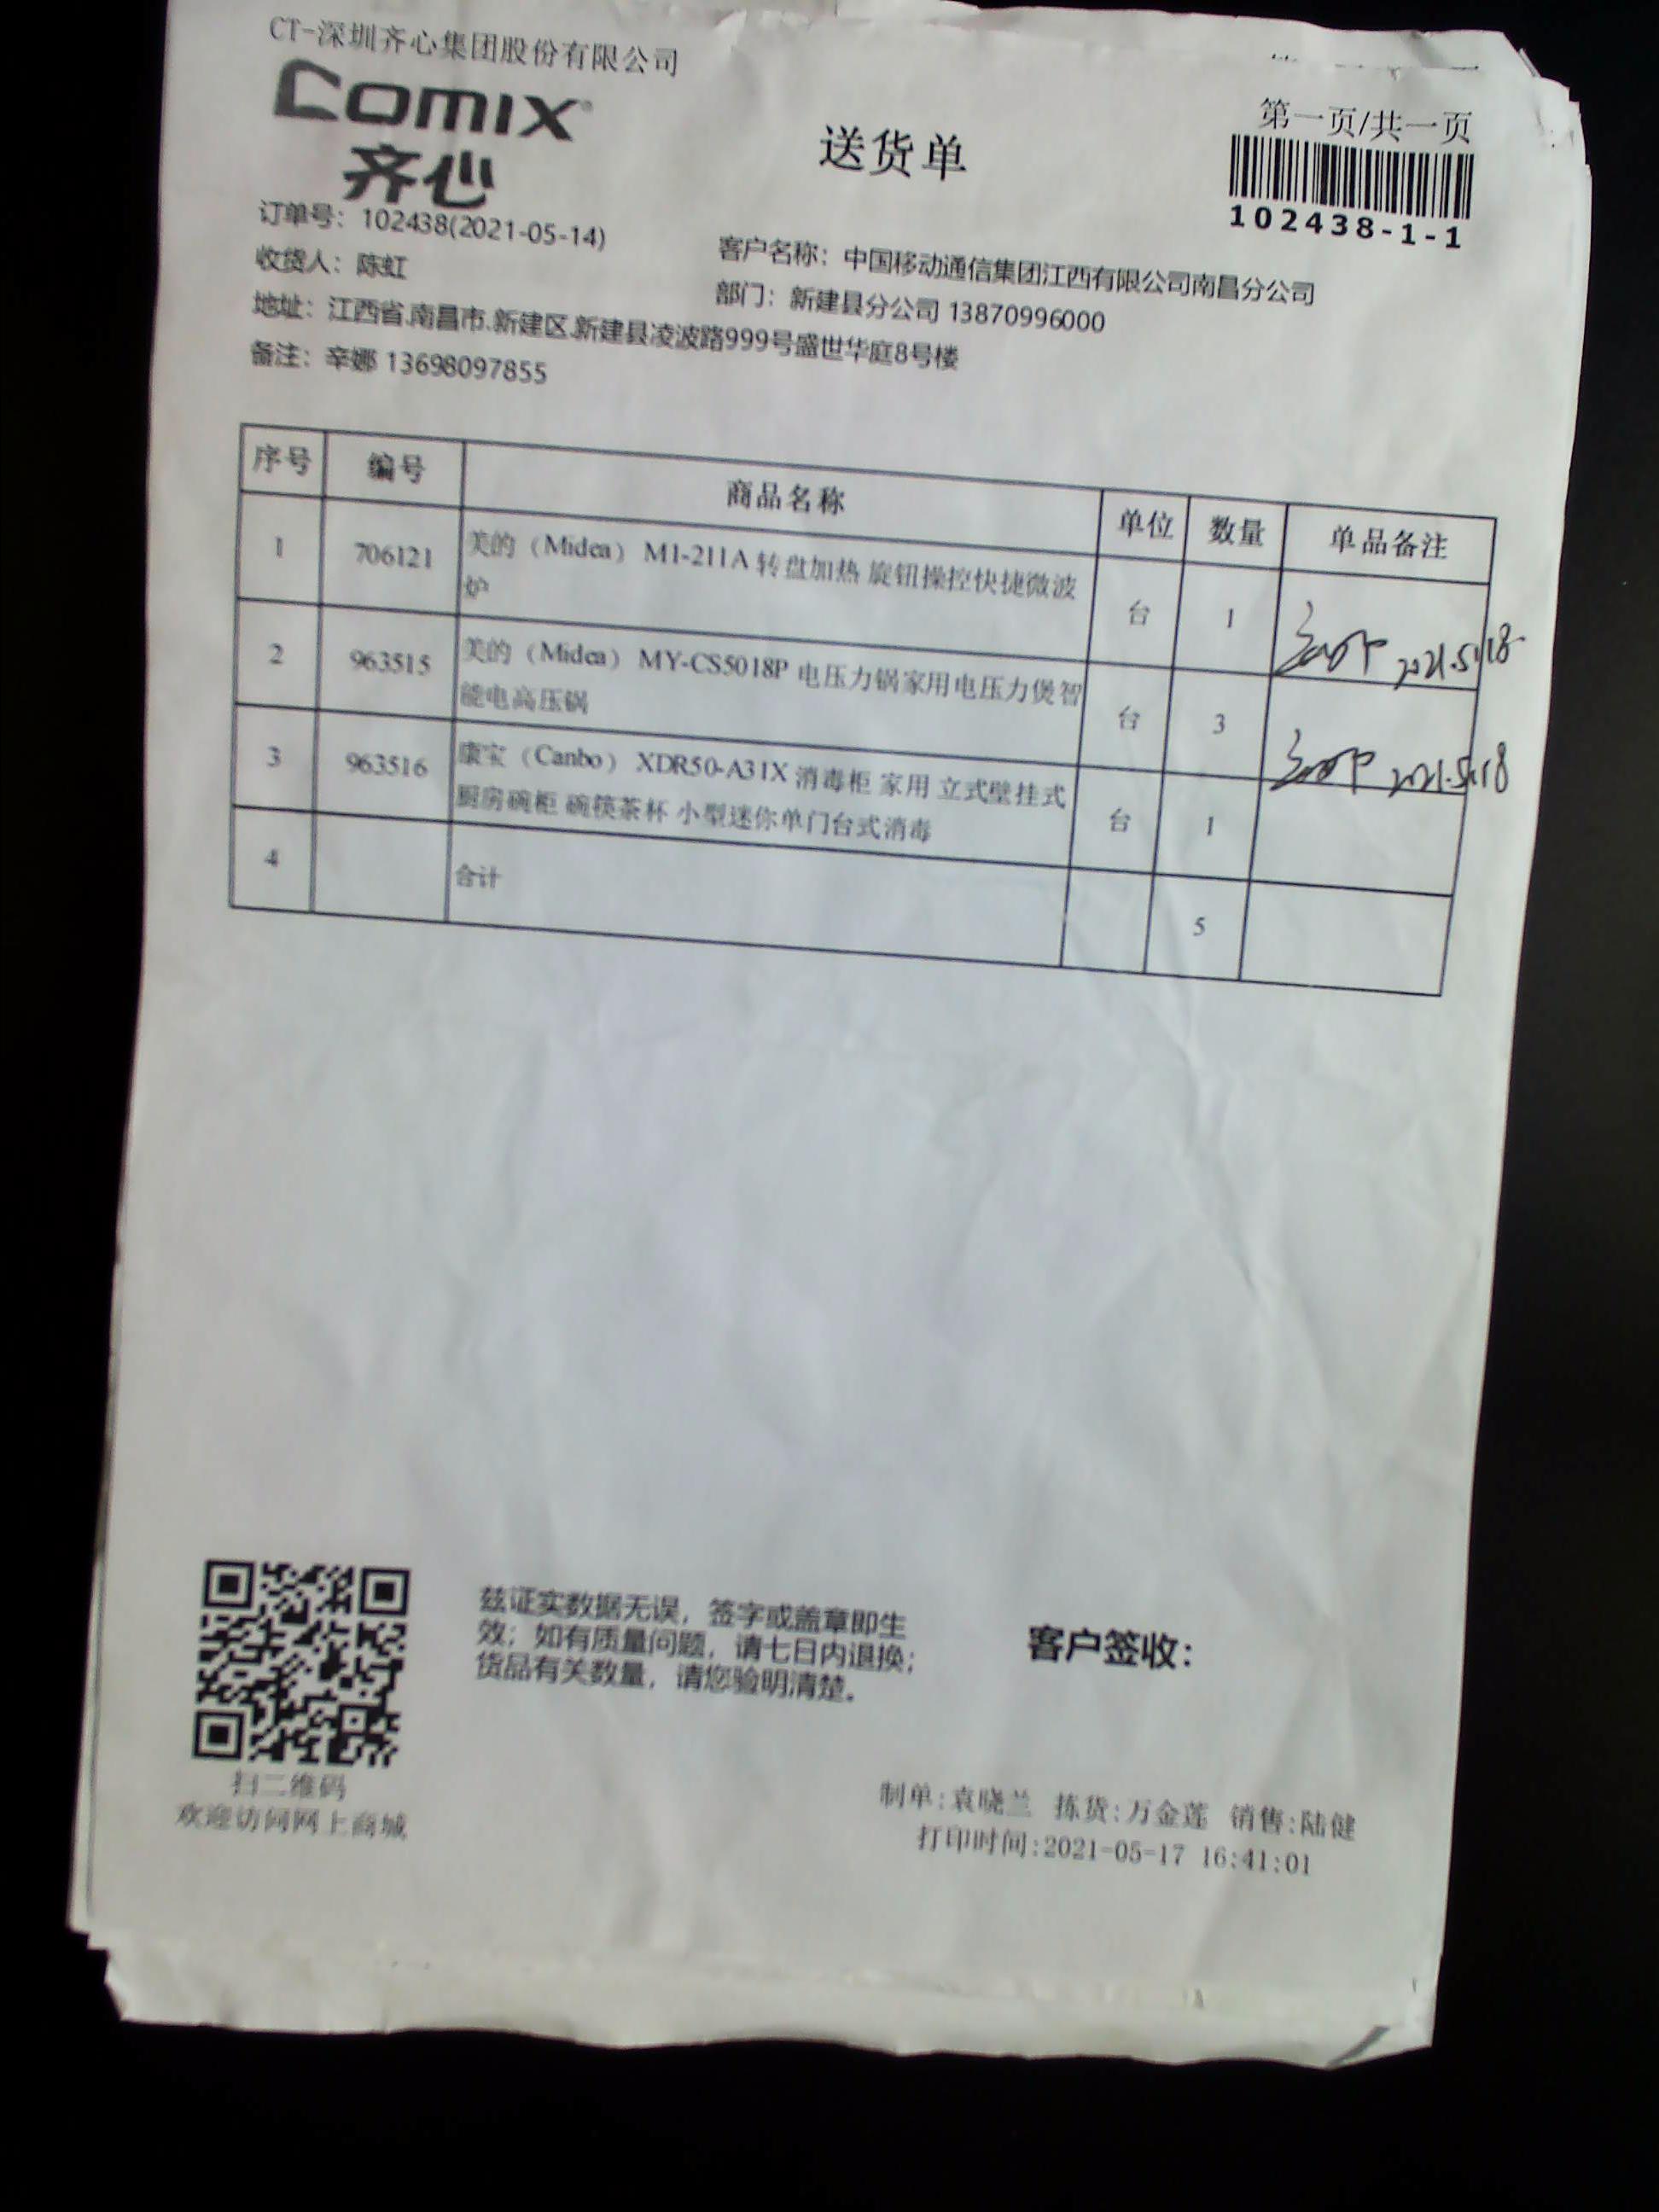 CT-深圳齐心集团股份有限公司
COMIX
齐心
送货单
第一页/共一页
102438-1-1
订单号：102438(2021-05-14)
客户名称：中国移动通信集团江西有限公司南昌分公司
收货人：陈虹
部门：新建县分公司 13870996000
地址：江西省.南昌市.新建区.新建县凌波路999号盛世华庭8号楼
备注：辛娜 13698097855
序号 编号 商品名称 单位 数量 单品备注
1 706121 美的（Midea） M1-211A 转盘加热 旋钮操控快捷微波
炉 台 1
2021.5.18
2 963515 美的（Midea） MY-CS5018P 电压力锅家用电压力煲智
能电高压锅 台 3
2021.5.18
3 963516 康宝（Canbo） XDR50-A31X 消毒柜 家用 立式壁挂式
厨房碗柜 碗筷茶杯 小型迷你单门台式消毒 台 1
4 合计 5
兹证实数据无误，签字或盖章即生
效；如有质量问题，请七日内退换；
货品有关数量，请您验明清楚。
客户签收：
扫二维码
欢迎访问网上商城
制单:袁晓兰 拣货:万金莲 销售:陆健
打印时间:2021-05-17 16:41:01